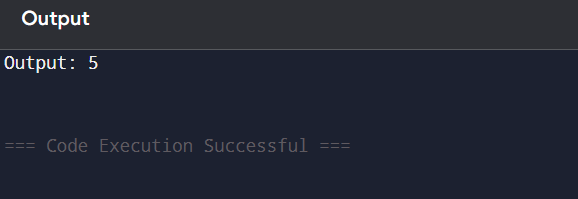 Output
Output: 5
=== Code Execution Successful ===